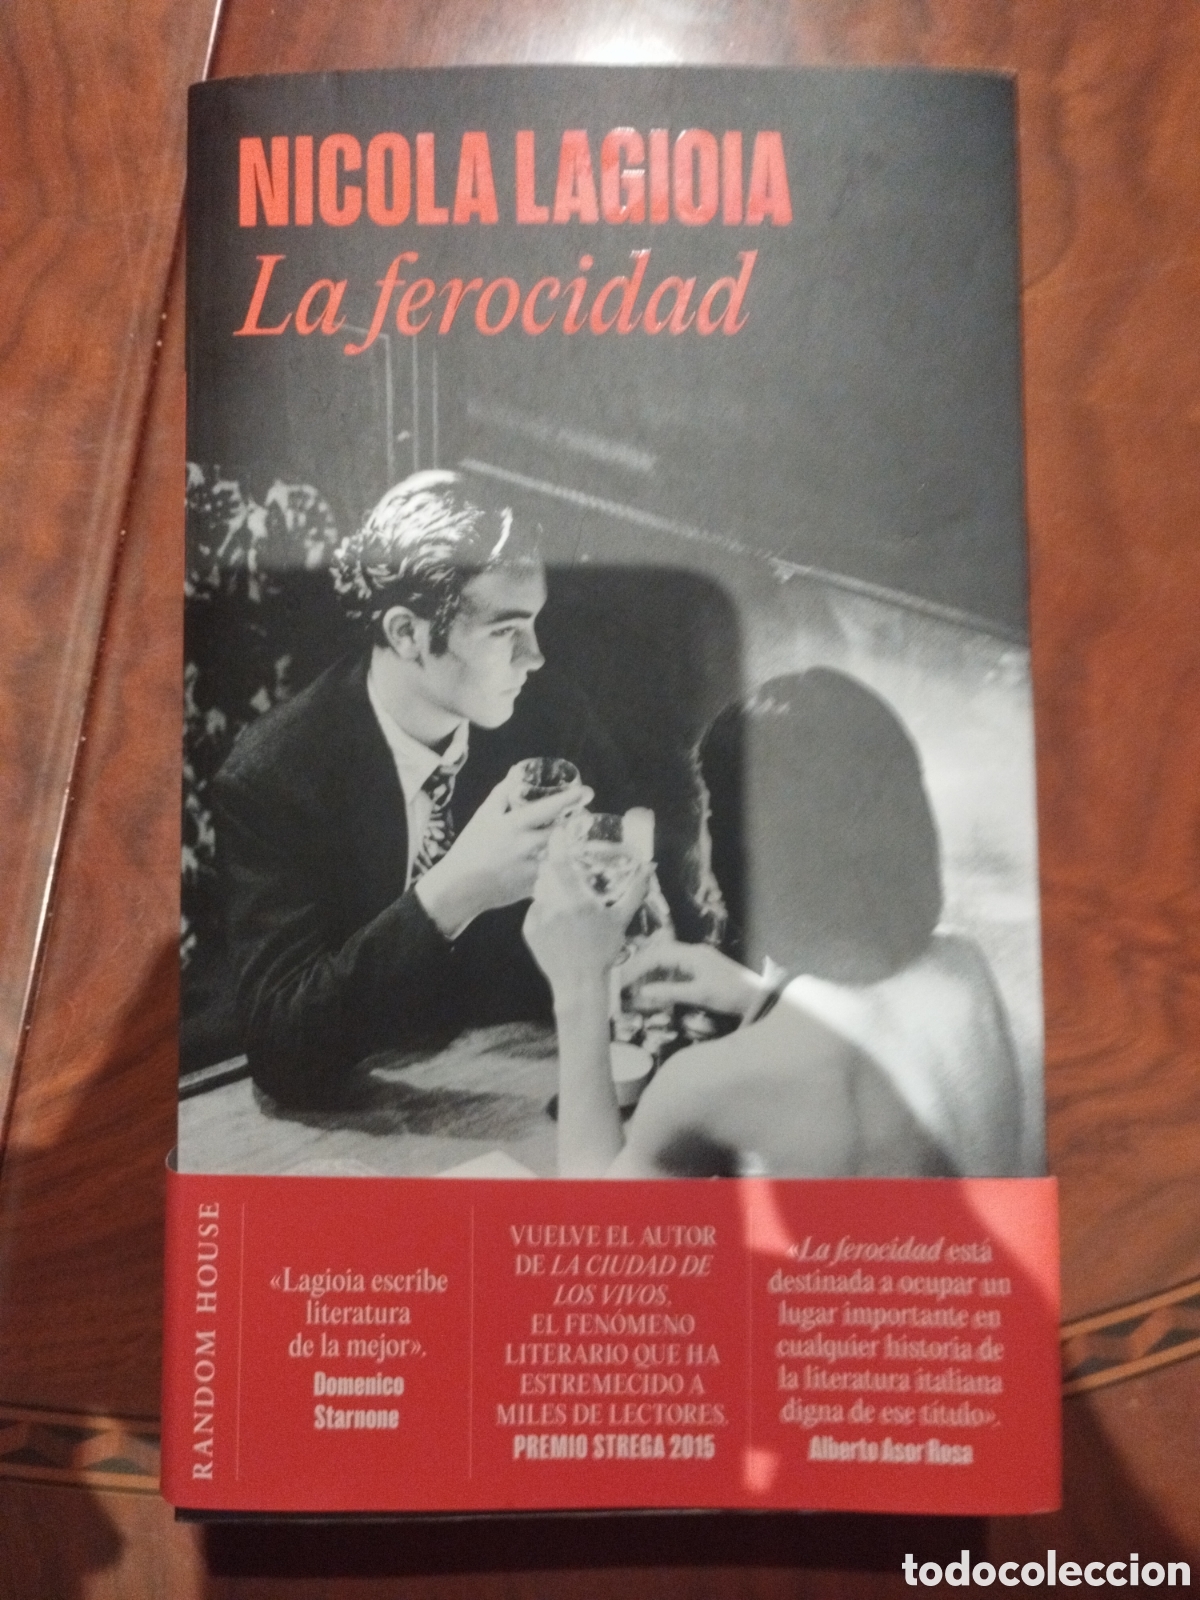 NICOLA LAGIOIA
La ferocidad
RANDOM HOUSE
«Lagioia escribe
literatura
de la mejor».
Domenico
Starnone
VUELVE EL AUTOR
DE LA CIUDAD DE
LOS VIVOS,
EL FENÓMENO
LITERARIO QUE HA
ESTREMECIDO A
MILES DE LECTORES.
PREMIO STREGA 2015
«La ferocidad está
destinada a ocupar un
lugar importante en
cualquier historia de
la literatura italiana
digna de ese título».
Alberto Asor Rosa
todocoleccion